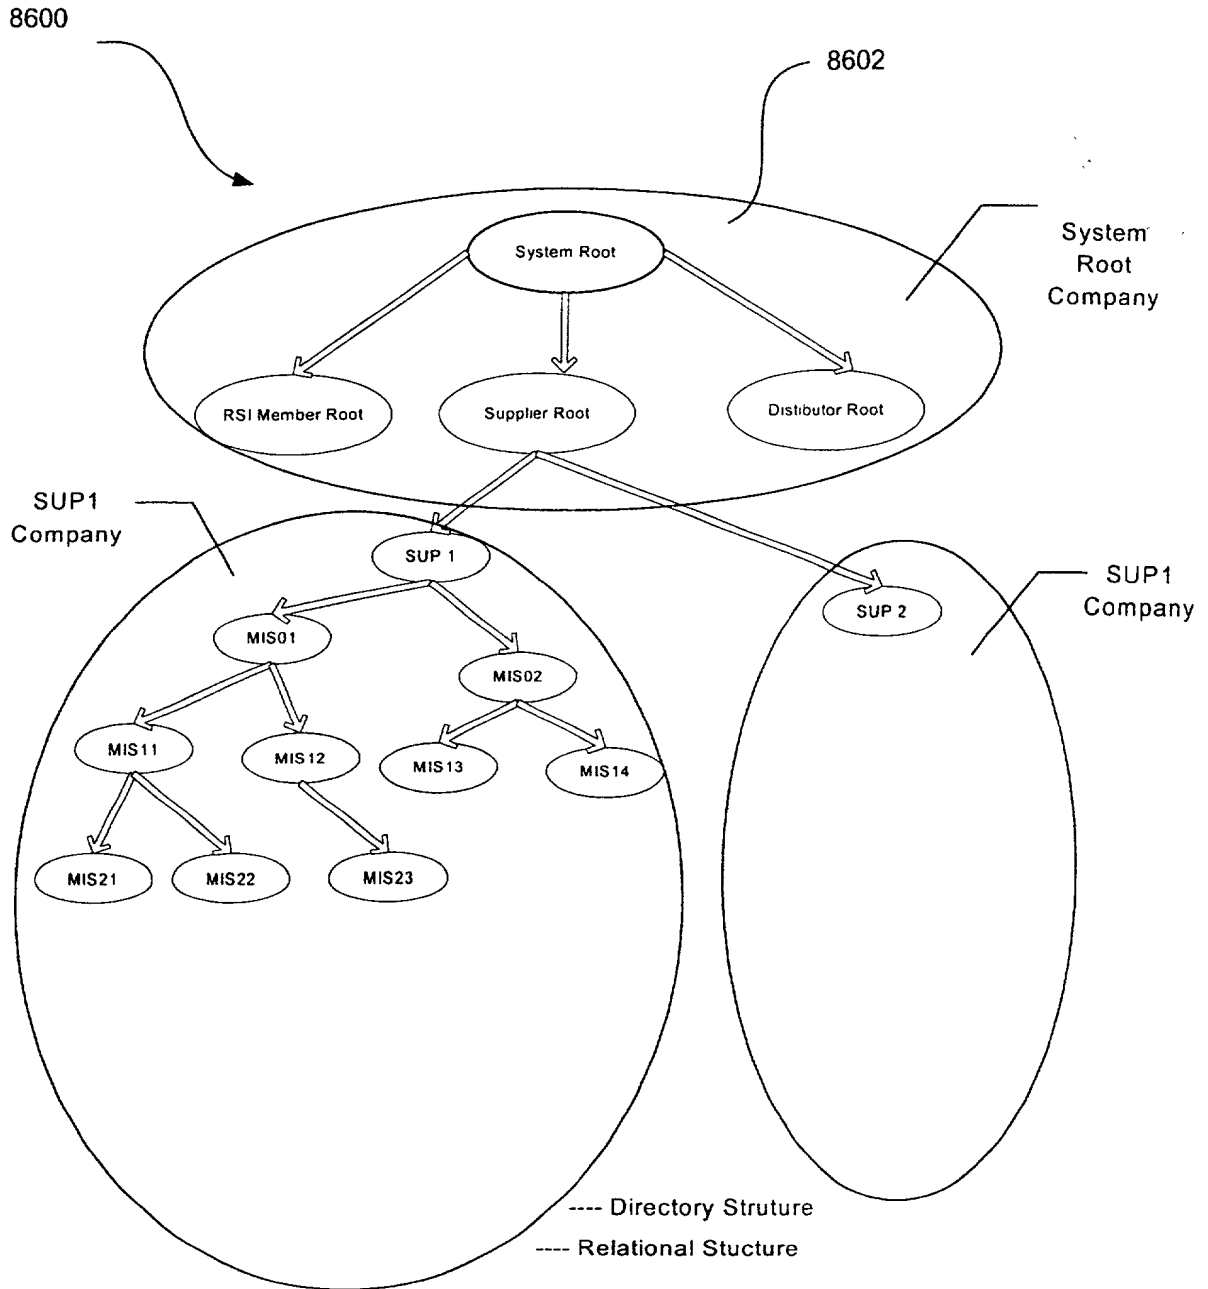 8600
8602
System Root
System
Root
Company
RSI Member Root
Supplier Root
Distibutor Root
SUP1
Company
SUP 1
SUP1
Company
SUP 2
MIS01
MIS02
MIS11
MIS12
MIS13
MIS14
MIS21
MIS22
MIS23
---- Directory Struture
---- Relational Stucture